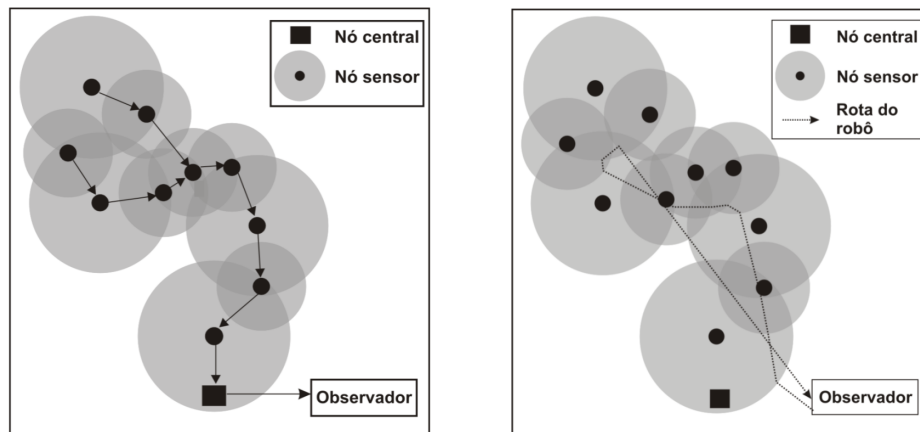 Nó central
Nó sensor
Observador
Nó central
Nó sensor
Rota do
robô
Observador